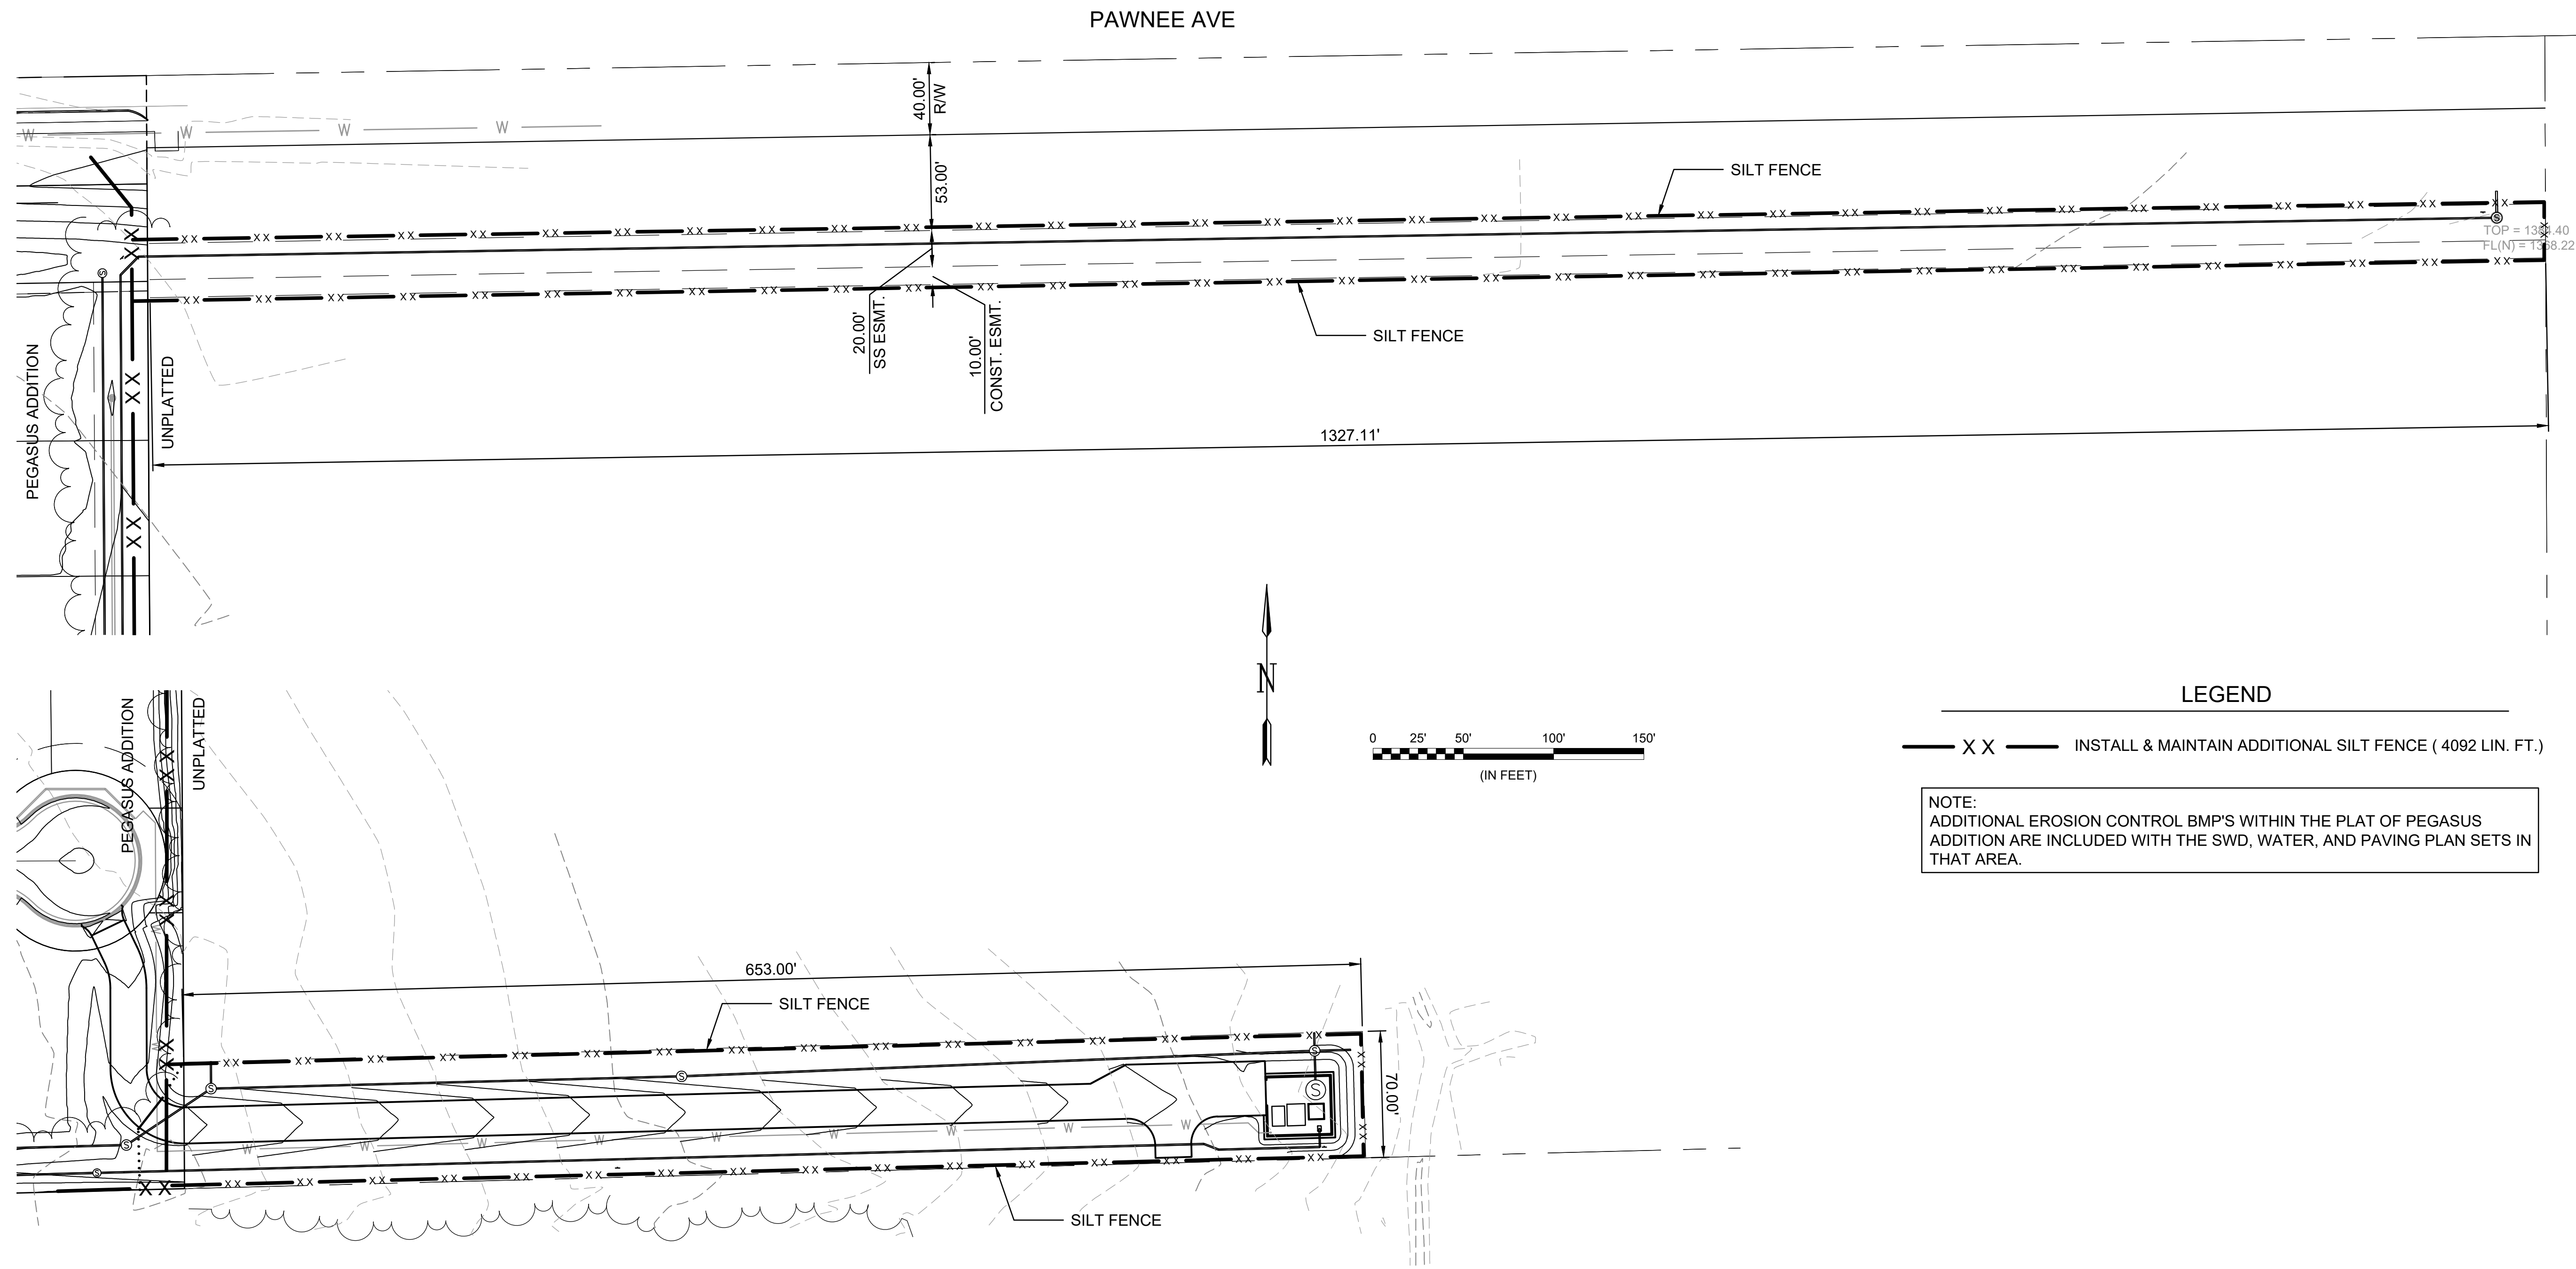 PAWNEE AVE
40.00'
R/W
W
W
W
W
53.00'
SILT FENCE
TOP = 1384.40
FL(N) = 1368.22
20.00'
SS ESMT.
10.00'
CONST. ESMT.
SILT FENCE
PEGASUS ADDITION
UNPLATTED
1327.11'
N
PEGASUS ADDITION
UNPLATTED
0 25' 50' 100' 150'
(IN FEET)
LEGEND
X X INSTALL & MAINTAIN ADDITIONAL SILT FENCE ( 4092 LIN. FT.)
NOTE:
ADDITIONAL EROSION CONTROL BMP'S WITHIN THE PLAT OF PEGASUS
ADDITION ARE INCLUDED WITH THE SWD, WATER, AND PAVING PLAN SETS IN
THAT AREA.
653.00'
SILT FENCE
70.00'
W W W W W W W W W
SILT FENCE